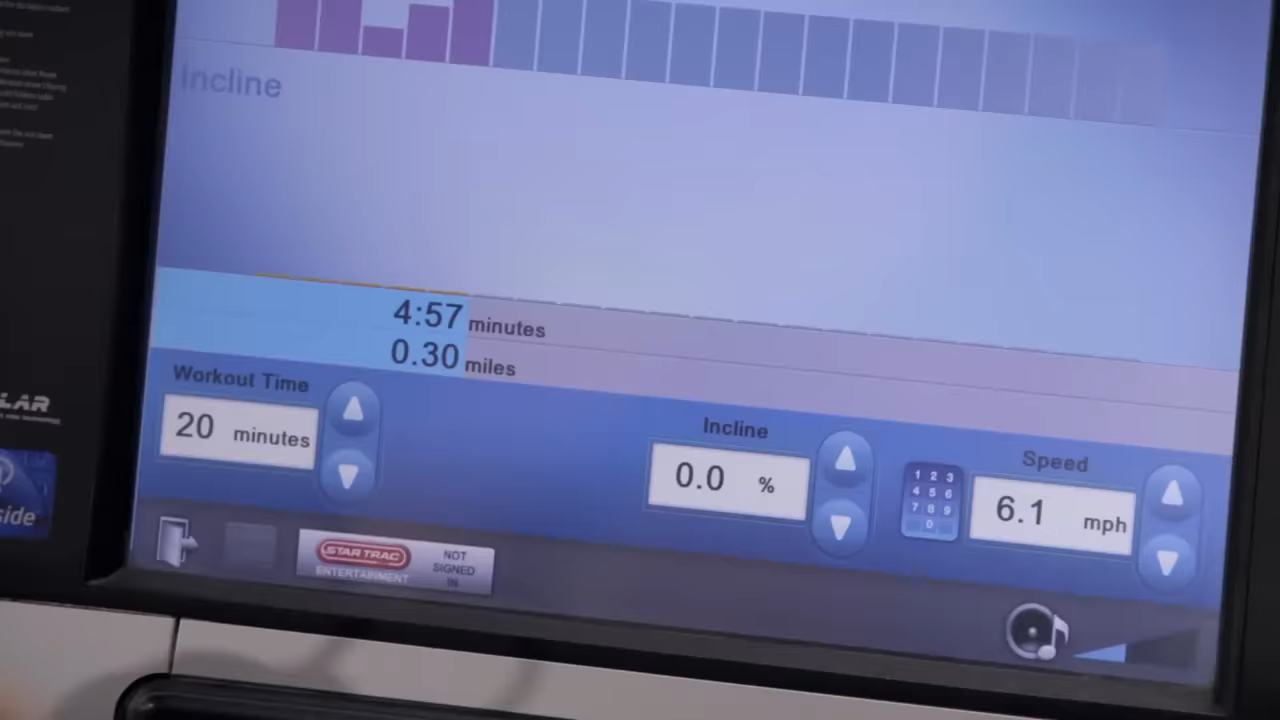 Incline
4:57 minutes
0.30 miles
Workout Time
20 minutes
Incline
0.0 %
Speed
6.1 mph
1 2 3
4 5 6
7 8 9
0
LAR
side
STAR TRAC
ENTERTAINMENT
NOT
SIGNED
IN